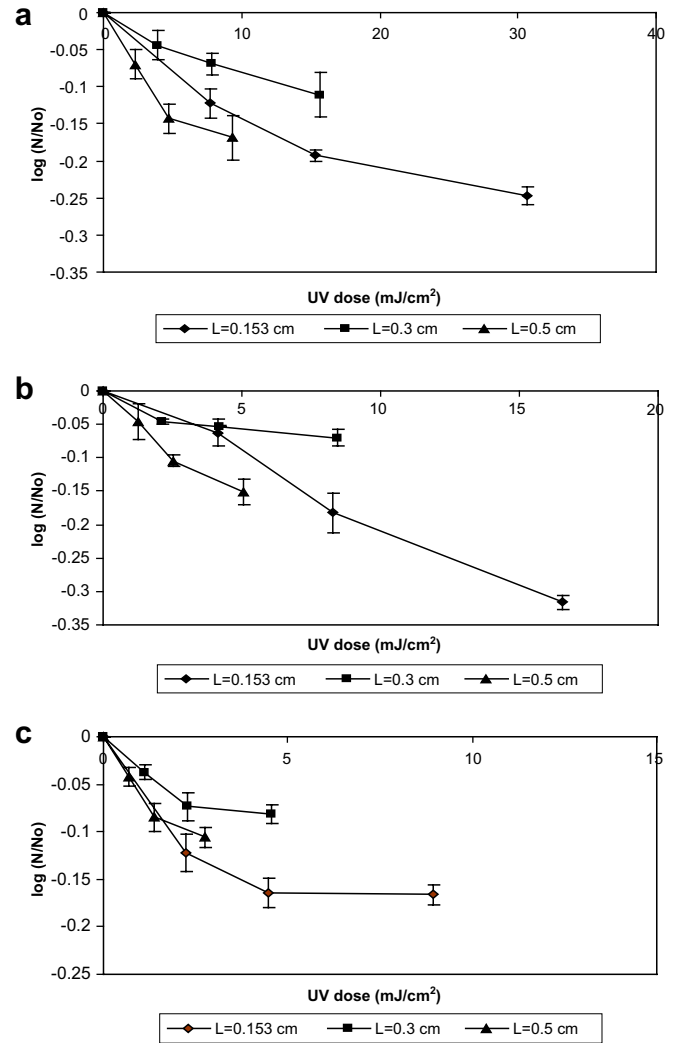 a
0 10 20 30 40
0
-0.05
-0.1
-0.15
-0.2
-0.25
-0.3
-0.35
log (N/No)
UV dose (mJ/cm²)
L=0.153 cm L=0.3 cm L=0.5 cm
b
0 5 10 15 20
0
-0.05
-0.1
-0.15
-0.2
-0.25
-0.3
-0.35
log (N/No)
UV dose (mJ/cm²)
L=0.153 cm L=0.3 cm L=0.5 cm
c
0 5 10 15
0
-0.05
-0.1
-0.15
-0.2
-0.25
log (N/No)
UV dose (mJ/cm²)
L=0.153 cm L=0.3 cm L=0.5 cm